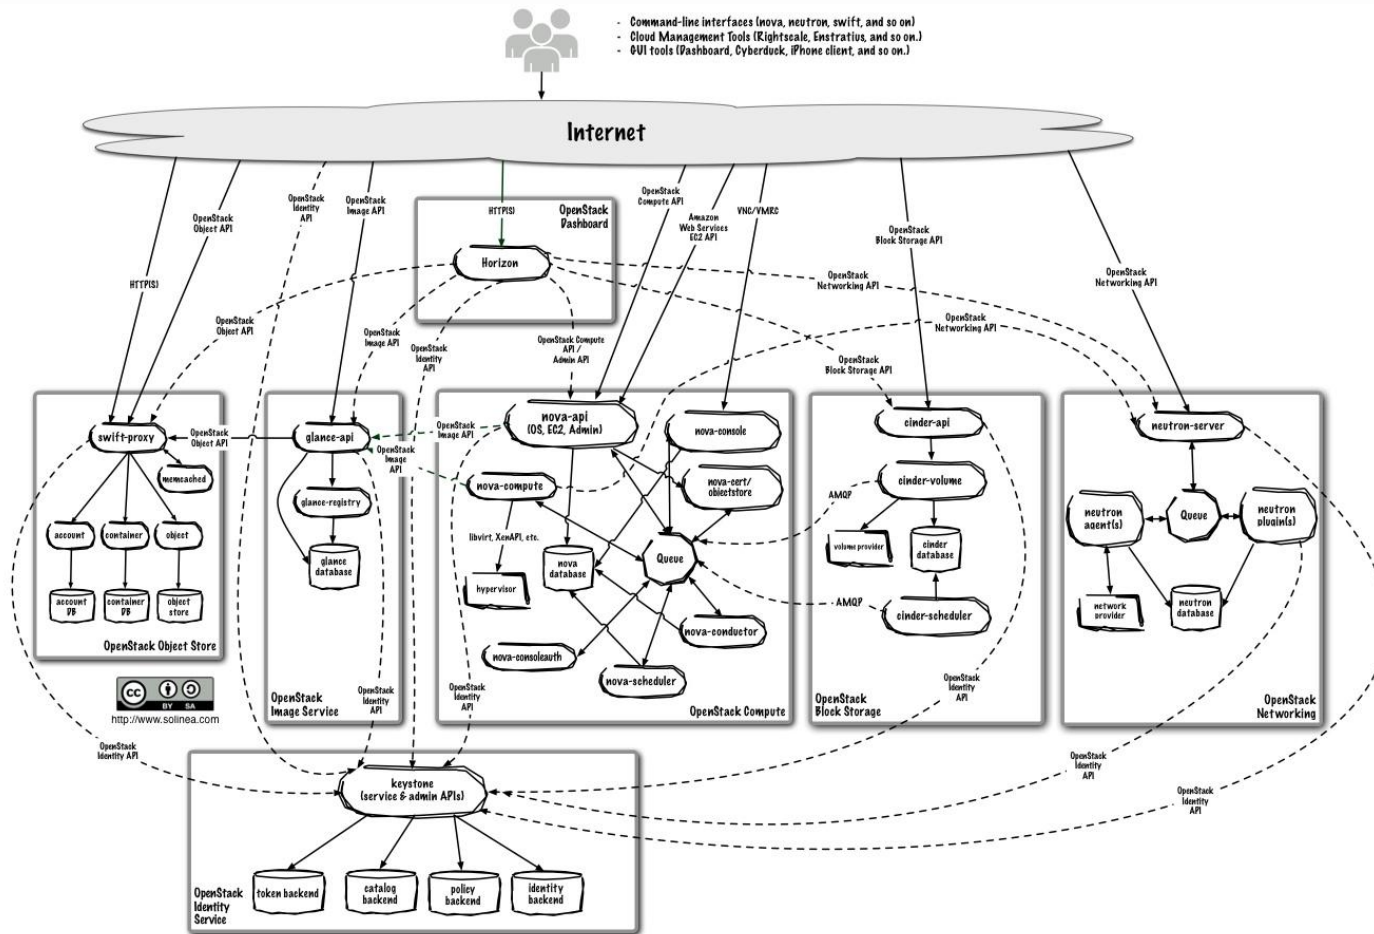 - Command-line interfaces (nova, neutron, swift, and so on)
- Cloud Management Tools (Rightscale, Enstratius, and so on.)
- GUI tools (Dashboard, Cyberduck, iPhone client, and so on.)
Internet
HTTP(S)
OpenStack
Object API
OpenStack
Identity
API
OpenStack
Image API
HTTP(S)
OpenStack
Dashboard
Horizon
OpenStack
Compute API
Amazon
Web Services
EC2 API
VNC/VMRC
OpenStack
Block Storage API
OpenStack
Networking API
OpenStack
Networking API
OpenStack
Object API
OpenStack
Image API
OpenStack
Identity
API
OpenStack Compute
API /
Admin API
OpenStack
Block Storage API
OpenStack
Networking API
swift-proxy
memcached
account
container
object
account
DB
container
DB
object
store
OpenStack Object Store
OpenStack
Object API
glance-api
glance-registry
glance
database
OpenStack
Image Service
OpenStack
Image API
OpenStack
Image
API
nova-api
(OS, EC2, Admin)
nova-console
nova-compute
nova-cert/
objectstore
libvirt, XenAPI, etc.
hypervisor
nova
database
Queue
nova-conductor
nova-consoleauth
nova-scheduler
OpenStack Compute
AMQP
AMQP
cinder-api
cinder-volume
volume provider
cinder
database
cinder-scheduler
OpenStack
Block Storage
neutron-server
neutron
agent(s)
Queue
neutron
plugin(s)
network
provider
neutron
database
OpenStack
Networking
CC
BY SA
http://www.solinea.com
OpenStack
Identity API
OpenStack
Identity
API
OpenStack
Identity
API
OpenStack
Identity
API
OpenStack
Identity
API
OpenStack
Identity
API
keystone
(service & admin APIs)
token backend
catalog
backend
policy
backend
identity
backend
OpenStack
Identity
Service